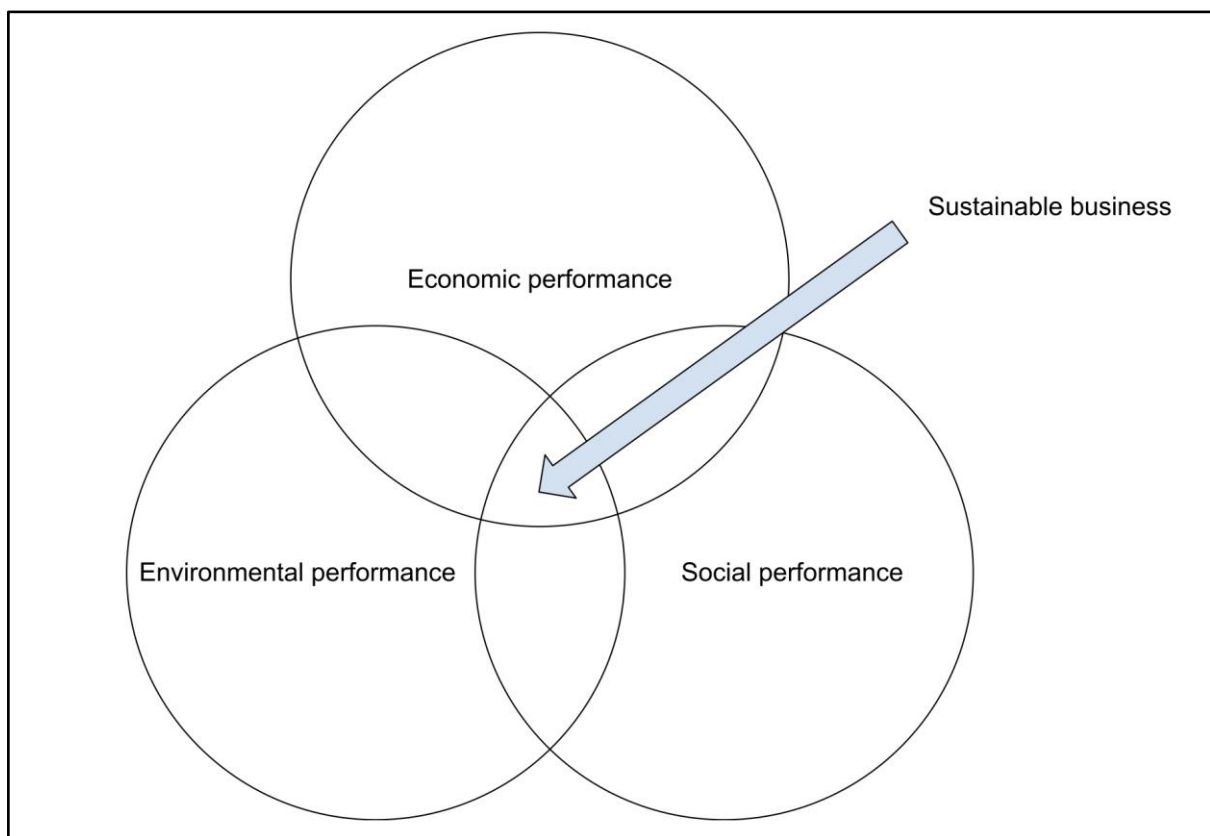 Sustainable business
Economic performance
Environmental performance
Social performance